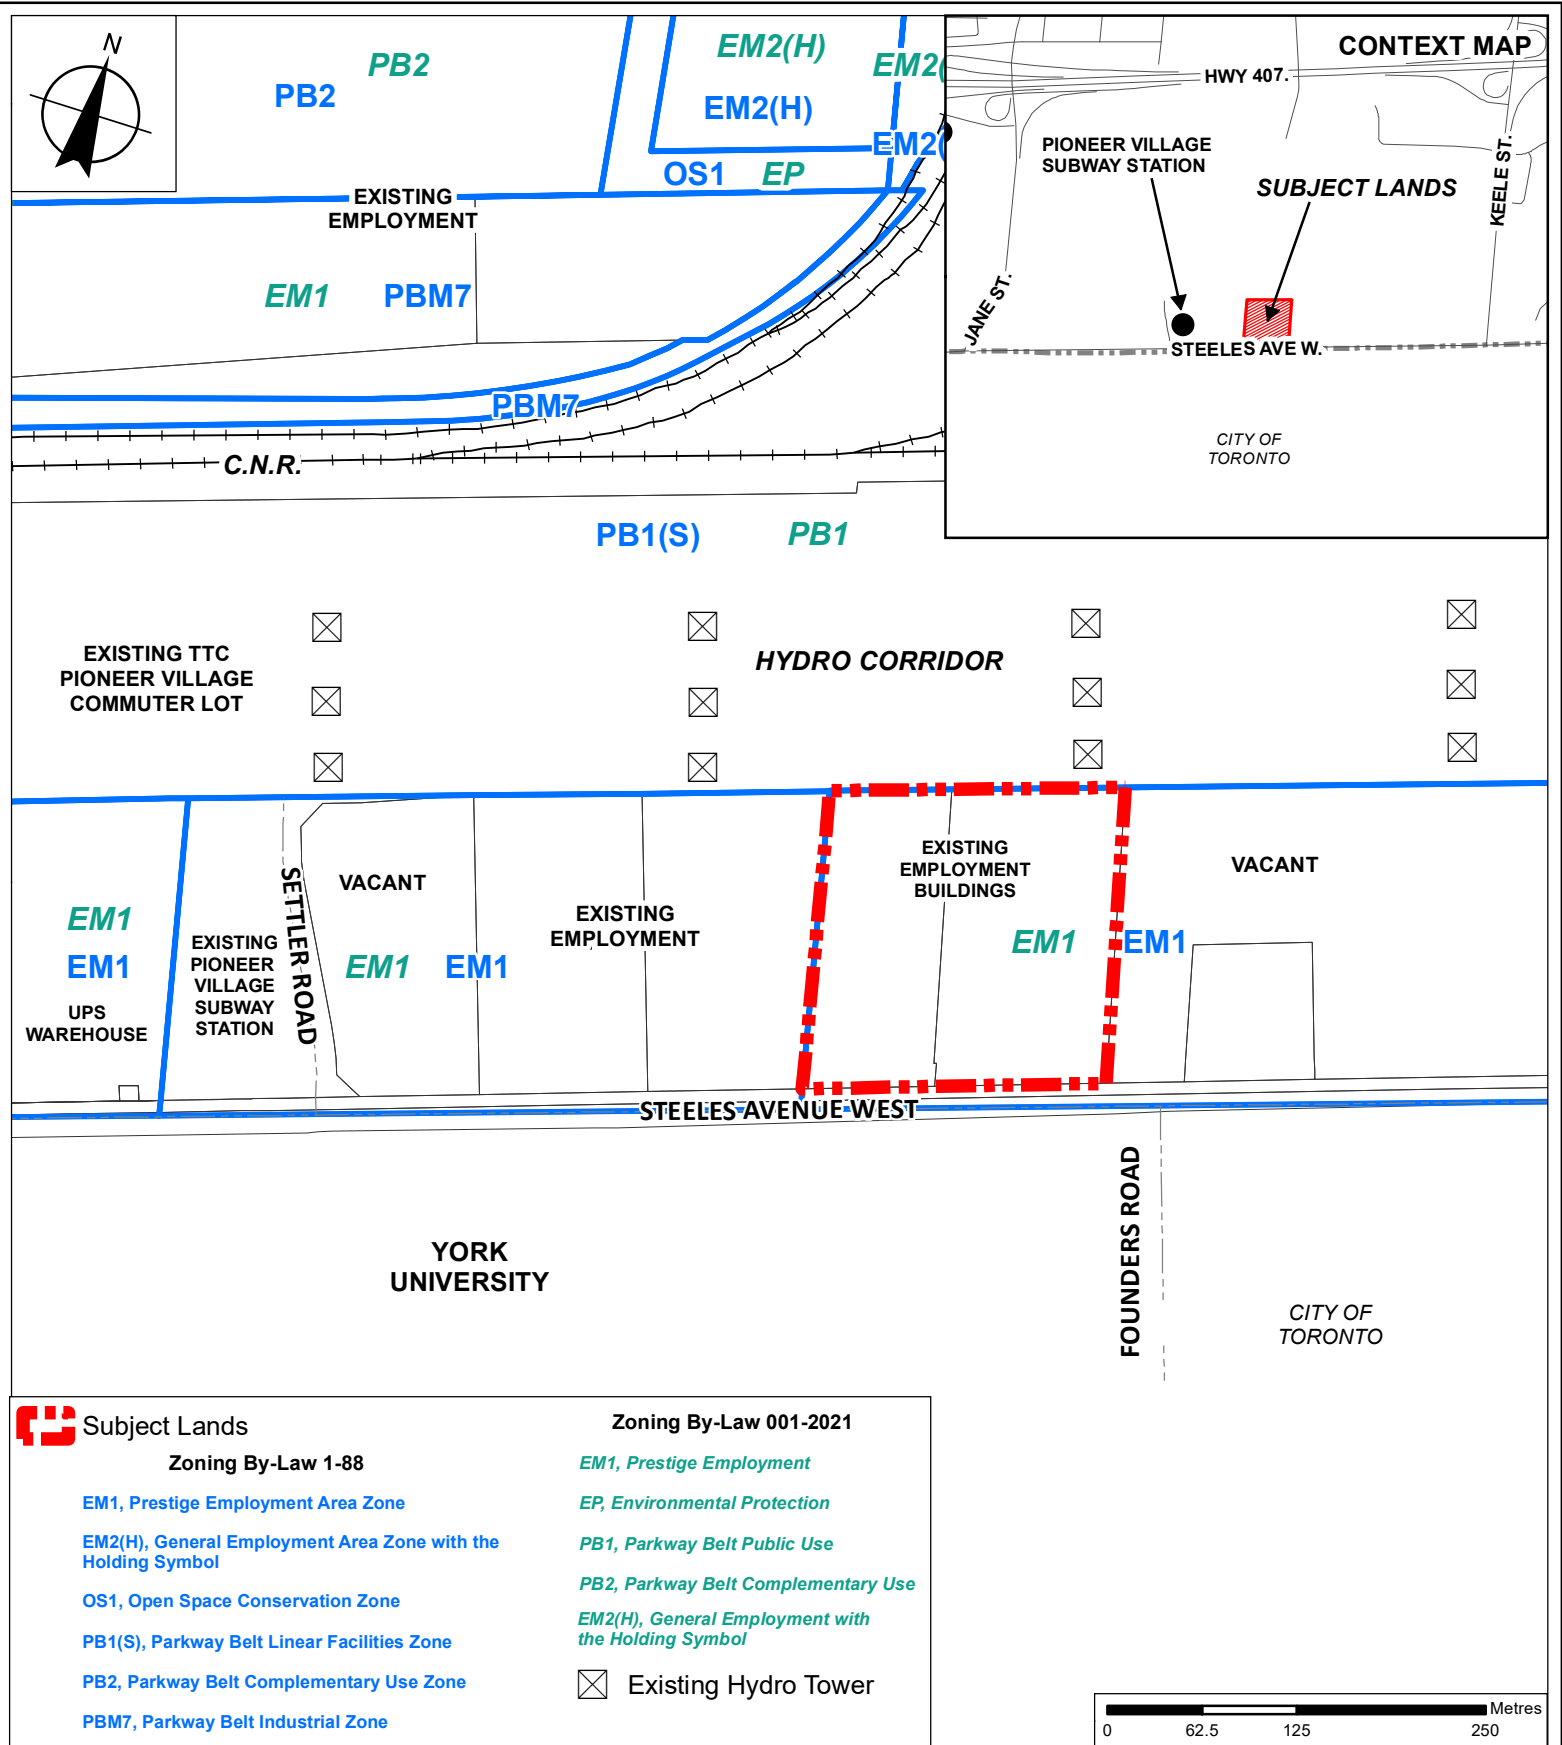 N
PB2
PB2
EM2(H)
EM2(
EM2(H)
EM2(
OS1
EP
EXISTING
EMPLOYMENT
EM1
PBM7
PBM7
C.N.R.
CONTEXT MAP
HWY 407.
PIONEER VILLAGE
SUBWAY STATION
SUBJECT LANDS
KEELE ST.
JANE ST.
STEELES AVE W.
CITY OF
TORONTO
PB1(S)
PB1
EXISTING TTC
PIONEER VILLAGE
COMMUTER LOT
HYDRO CORRIDOR
EM1
EM1
UPS
WAREHOUSE
EXISTING
PIONEER
VILLAGE
SUBWAY
STATION
SETTLER ROAD
VACANT
EM1
EM1
EXISTING
EMPLOYMENT
EXISTING
EMPLOYMENT
BUILDINGS
EM1
EM1
VACANT
STEELES AVENUE WEST
FOUNDERS ROAD
YORK
UNIVERSITY
CITY OF
TORONTO
Subject Lands
Zoning By-Law 1-88
EM1, Prestige Employment Area Zone
EM2(H), General Employment Area Zone with the
Holding Symbol
OS1, Open Space Conservation Zone
PB1(S), Parkway Belt Linear Facilities Zone
PB2, Parkway Belt Complementary Use Zone
PBM7, Parkway Belt Industrial Zone
Zoning By-Law 001-2021
EM1, Prestige Employment
EP, Environmental Protection
PB1, Parkway Belt Public Use
PB2, Parkway Belt Complementary Use
EM2(H), General Employment with
the Holding Symbol
Existing Hydro Tower
Metres
0 62.5 125 250